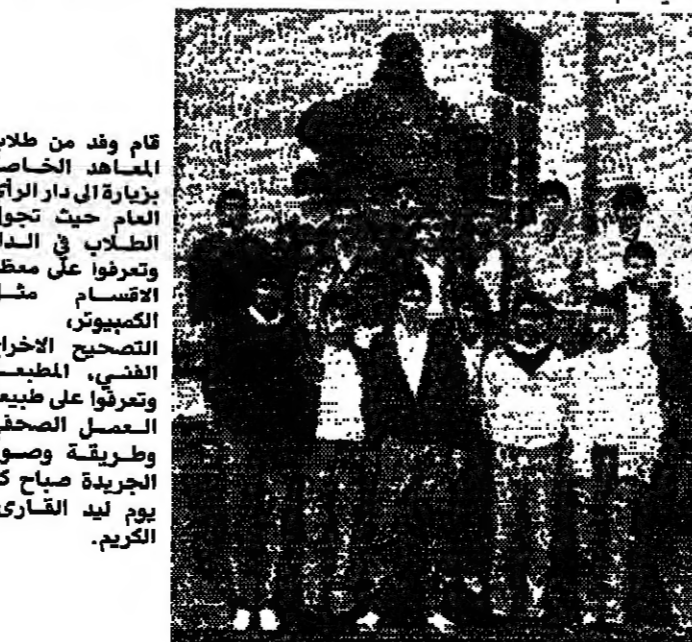 قام وفد من طلاب
المعاهد الخاصة
بزيارة الى دار الرأي
العام حيث تجول
الطلاب في الدار
وتعرفوا على معظم
الاقسام مثل
الكمبيوتر،
التصحيح الاخراج
الفني، المطبعة
وتعرفوا على طبيعة
العمل الصحفي
وطريقة وصول
الجريدة صباح كل
يوم ليد القارىء
الكريم.